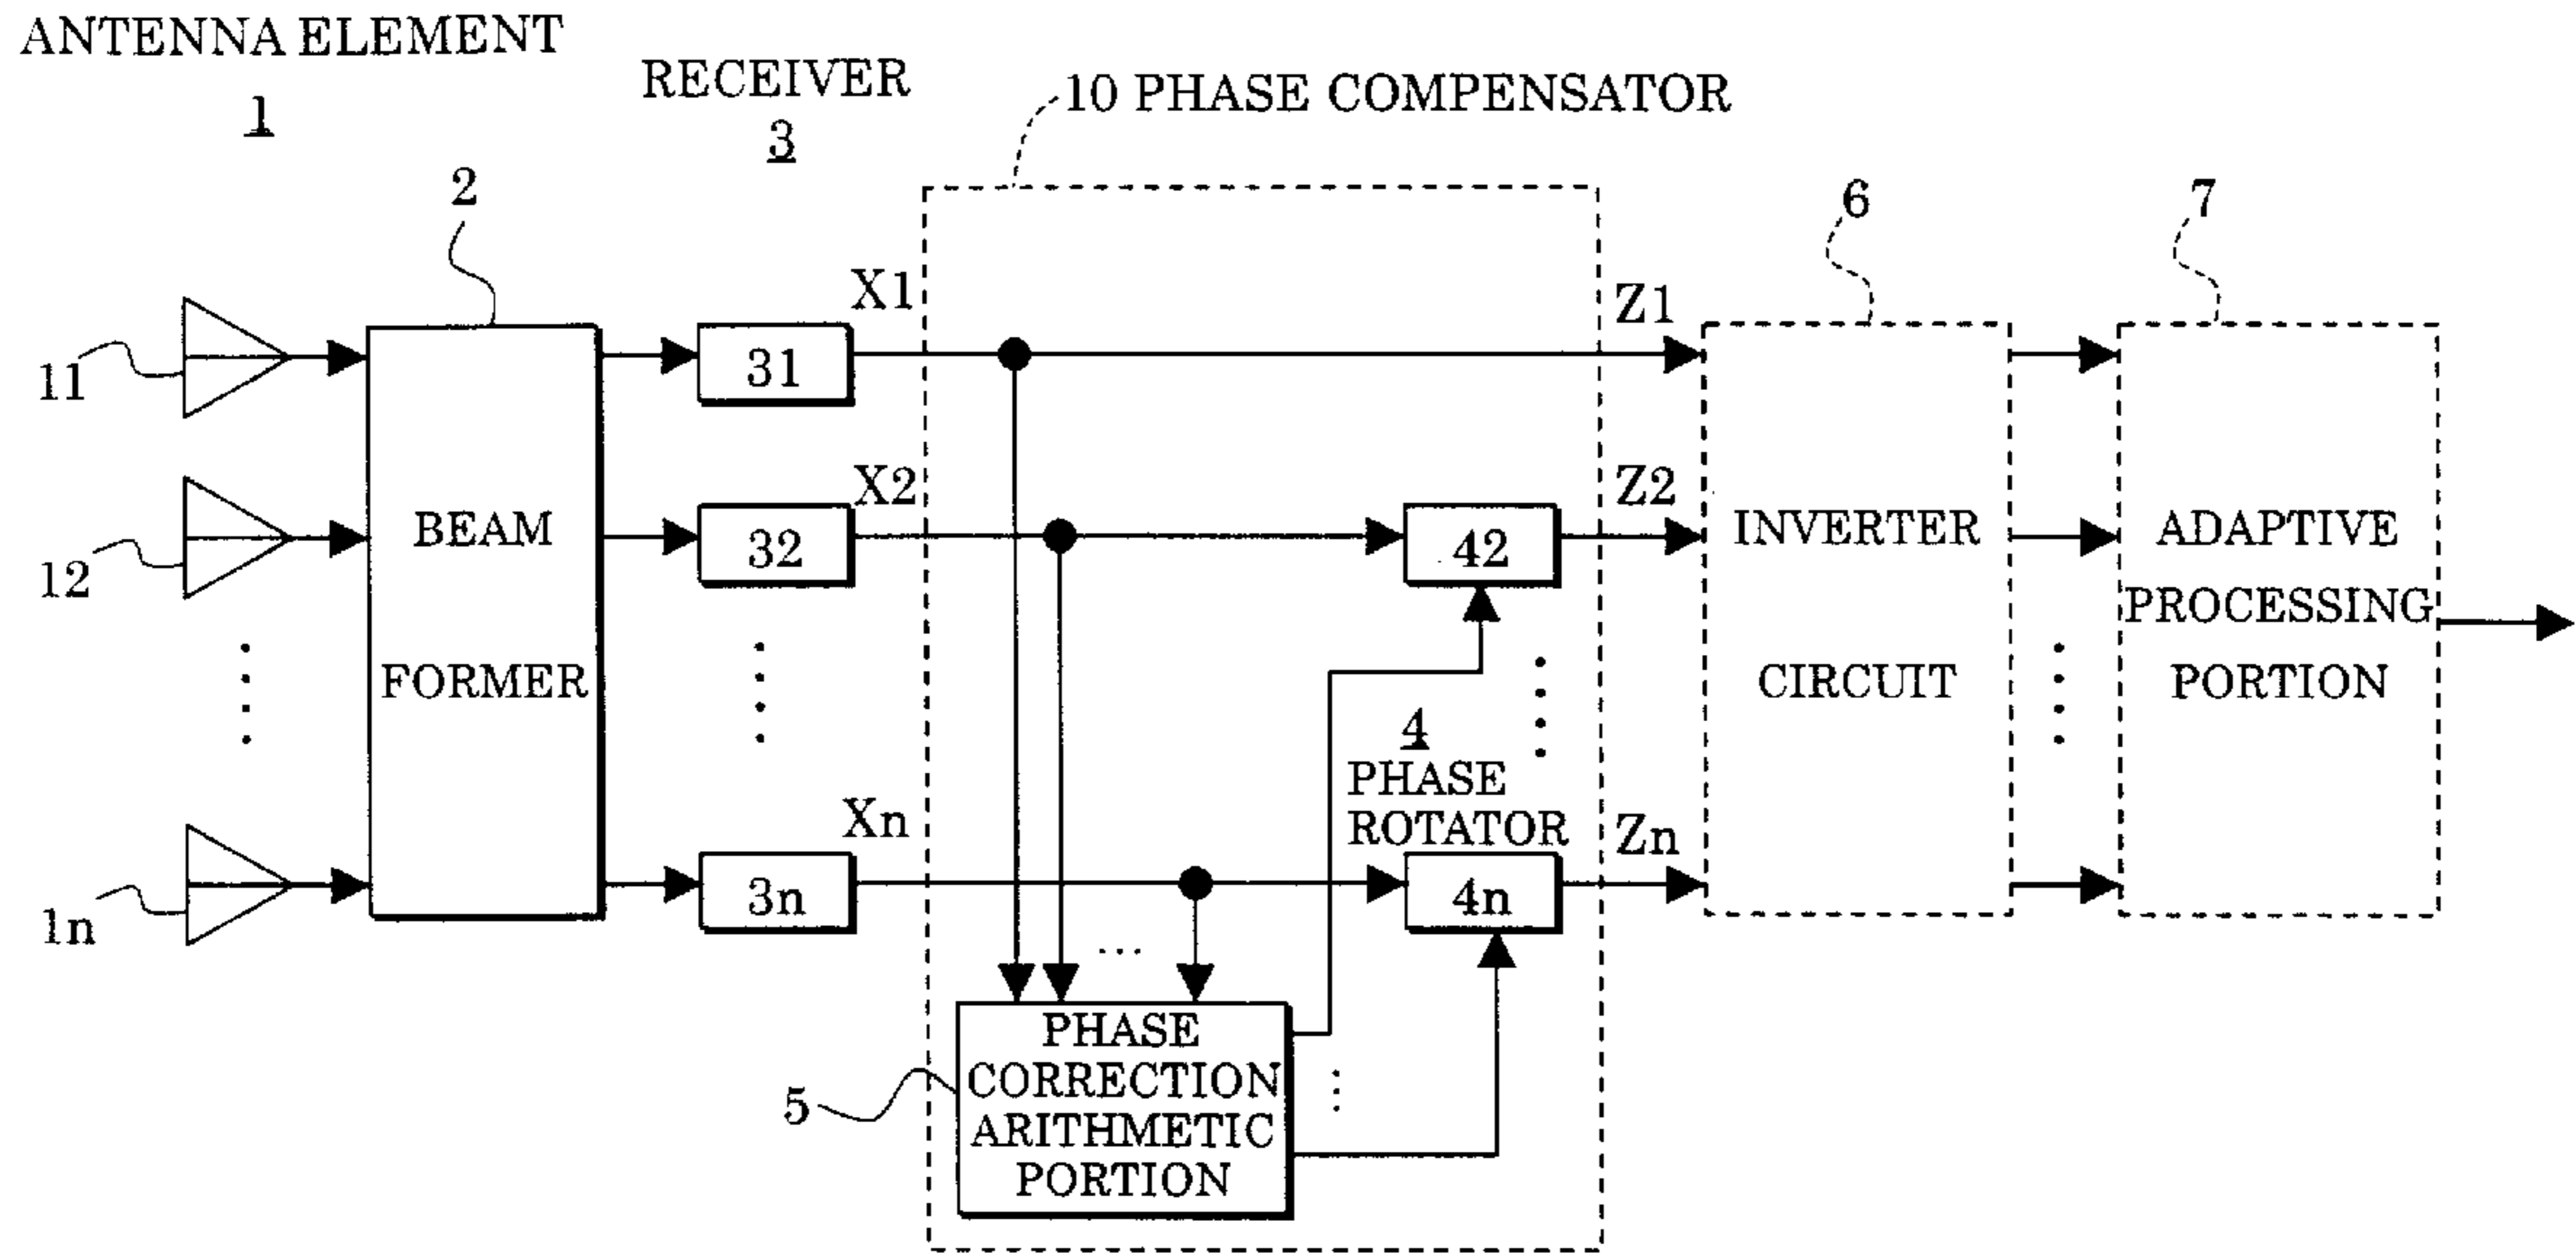 ANTENNA ELEMENT
1
RECEIVER
3
10 PHASE COMPENSATOR
2
6
7
X1
Z1
11
31
X2
Z2
12
BEAM
FORMER
32
42
INVERTER
CIRCUIT
ADAPTIVE
PROCESSING
PORTION
4
PHASE
ROTATOR
Xn
Zn
1n
3n
4n
5
PHASE
CORRECTION
ARITHMETIC
PORTION